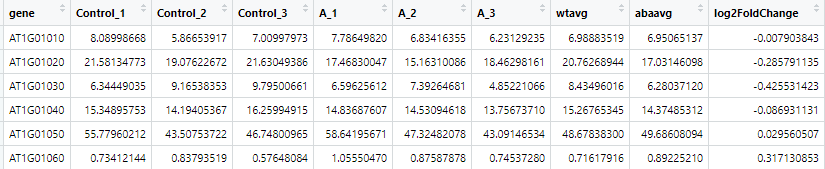 gene Control_1 Control_2 Control_3 A_1 A_2 A_3 wtavg abaavg log2FoldChange
AT1G01010 8.08998668 5.86653917 7.00997973 7.78649820 6.83416355 6.23129235 6.98883519 6.95065137 -0.007903843
AT1G01020 21.58134773 19.07622672 21.63049386 17.46830047 15.16310086 18.46298161 20.76268944 17.03146098 -0.285791135
AT1G01030 6.34449035 9.16538353 9.79500661 6.59625612 7.39264681 4.85221066 8.43496016 6.28037120 -0.425531423
AT1G01040 15.34895753 14.19405367 16.25994915 14.83687607 14.53094618 13.75673710 15.26765345 14.37485312 -0.086931131
AT1G01050 55.77960212 43.50753722 46.74800965 58.64195671 47.32482078 43.09146534 48.67838300 49.68608094 0.029560507
AT1G01060 0.73412144 0.83793519 0.57648084 1.05550470 0.87587878 0.74537280 0.71617916 0.89225210 0.317130853